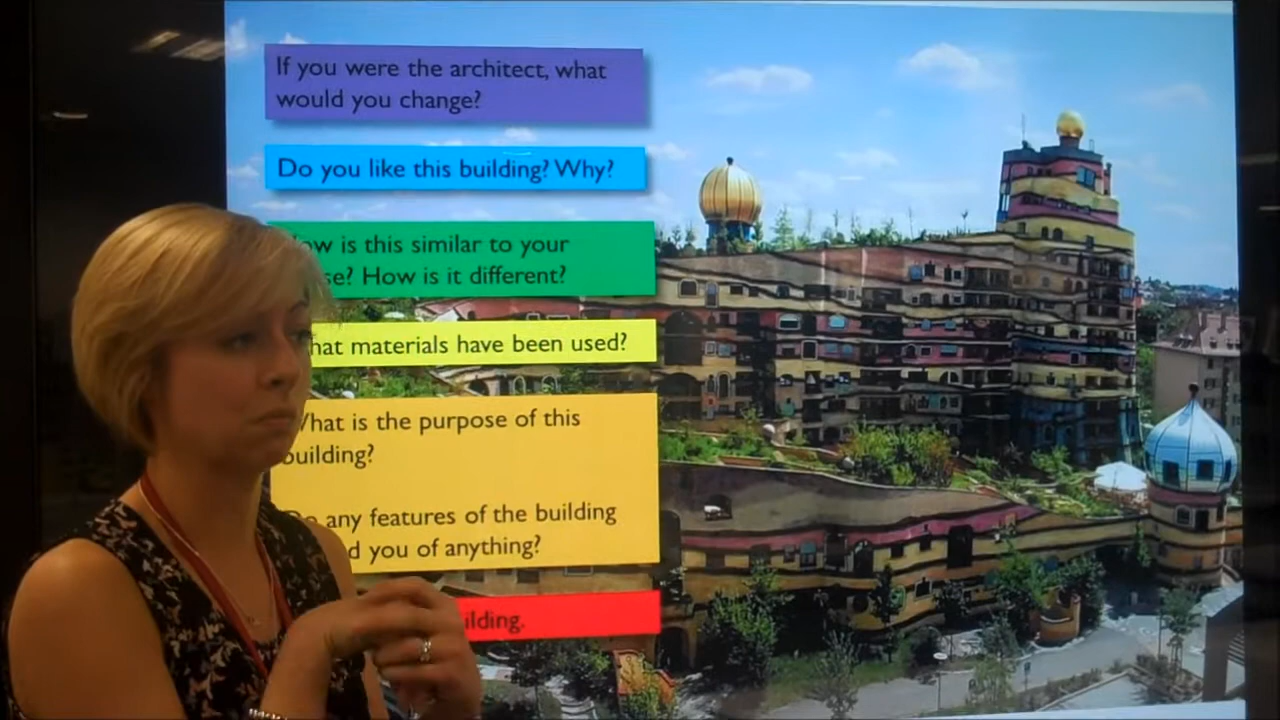 If you were the architect, what
would you change?
Do you like this building? Why?
is this similar to your
How is it different?
materials have been used?
is the purpose of this
building?
any features of the building
you of anything?